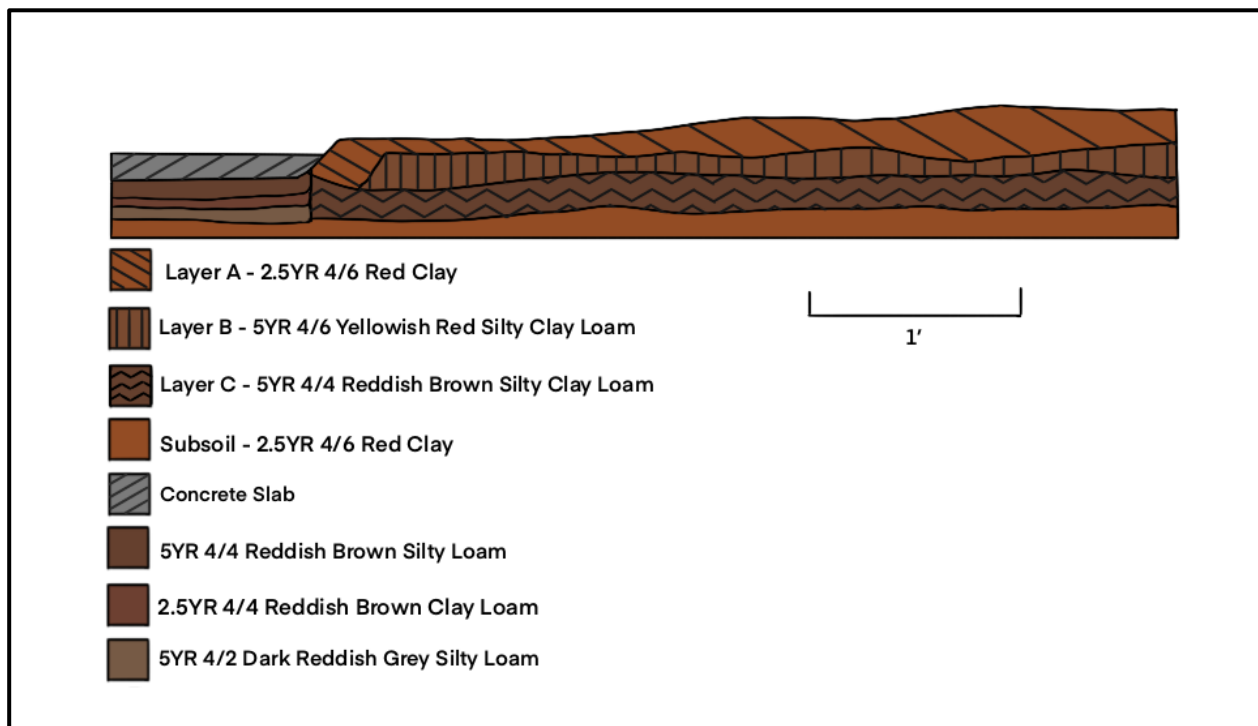 Layer A - 2.5YR 4/6 Red Clay
1'
Layer B - 5YR 4/6 Yellowish Red Silty Clay Loam
Layer C - 5YR 4/4 Reddish Brown Silty Clay Loam
Subsoil - 2.5YR 4/6 Red Clay
Concrete Slab
5YR 4/4 Reddish Brown Silty Loam
2.5YR 4/4 Reddish Brown Clay Loam
5YR 4/2 Dark Reddish Grey Silty Loam